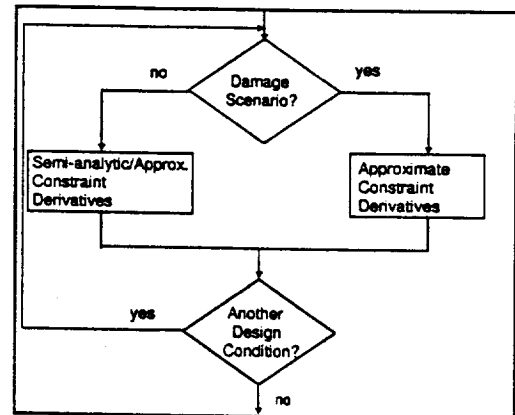 no
Damage
Scenario?
yes
Semi-analytic/Approx.
Constraint
Derivatives
Approximate
Constraint
Derivatives
yes
Another
Design
Condition?
no